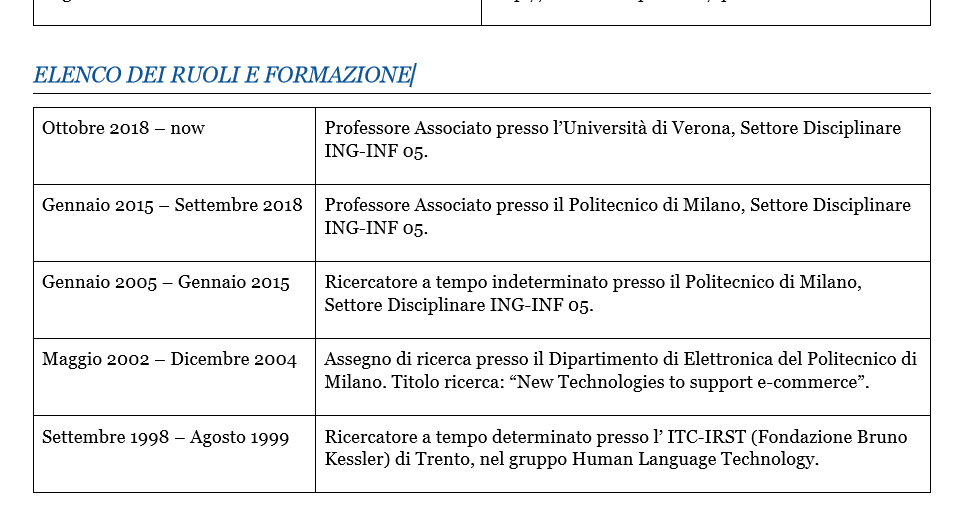 ELENCO DEI RUOLI E FORMAZIONE
Ottobre 2018 – now
Professore Associato presso l’Università di Verona, Settore Disciplinare
ING-INF 05.
Gennaio 2015 – Settembre 2018
Professore Associato presso il Politecnico di Milano, Settore Disciplinare
ING-INF 05.
Gennaio 2005 – Gennaio 2015
Ricercatore a tempo indeterminato presso il Politecnico di Milano,
Settore Disciplinare ING-INF 05.
Maggio 2002 – Dicembre 2004
Assegno di ricerca presso il Dipartimento di Elettronica del Politecnico di
Milano. Titolo ricerca: “New Technologies to support e-commerce”.
Settembre 1998 – Agosto 1999
Ricercatore a tempo determinato presso l’ ITC-IRST (Fondazione Bruno
Kessler) di Trento, nel gruppo Human Language Technology.